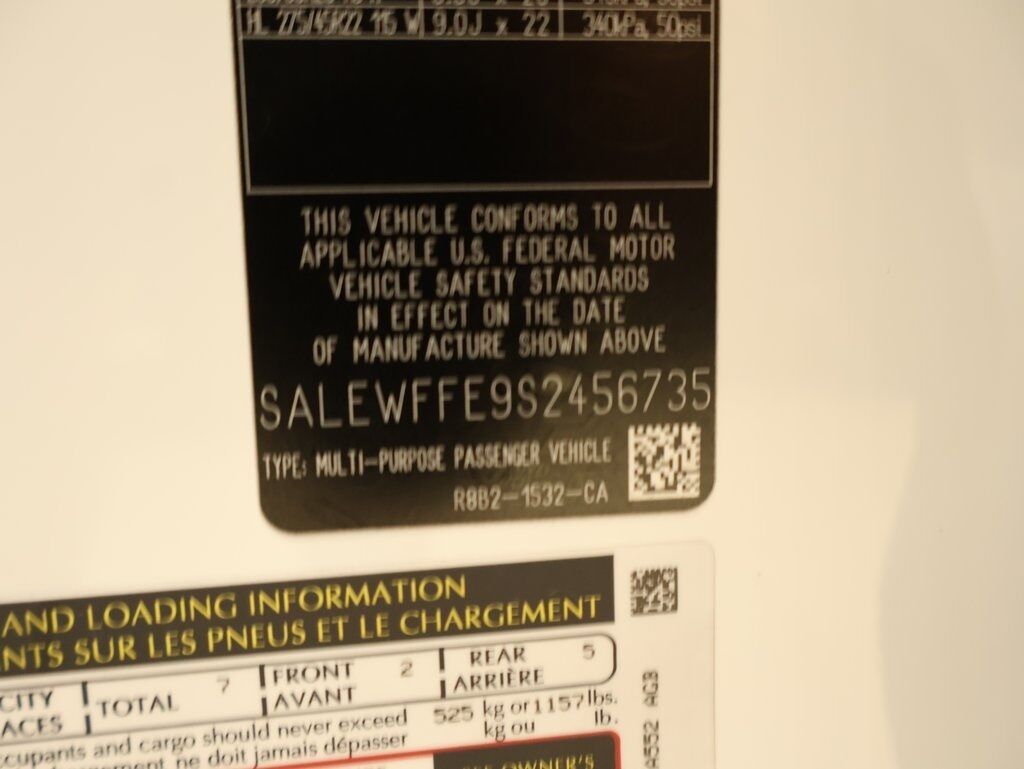 HL 275/45R22 115 W 9.0J x 22 340kPa, 50psi
THIS VEHICLE CONFORMS TO ALL
APPLICABLE U.S. FEDERAL MOTOR
VEHICLE SAFETY STANDARDS
IN EFFECT ON THE DATE
OF MANUFACTURE SHOWN ABOVE
SALEWFFE9S2456735
TYPE: MULTI-PURPOSE PASSENGER VEHICLE
R8B2-1532-CA
AND LOADING INFORMATION
NTS SUR LES PNEUS ET LE CHARGEMENT
CITY TOTAL 7 FRONT 2 REAR 5
ACES AVANT ARRIÈRE
ccupants and cargo should never exceed 525 kg or 1157 lbs.
ement ne doit jamais dépasser kg ou lb.
OWNER'S
A552 AGB